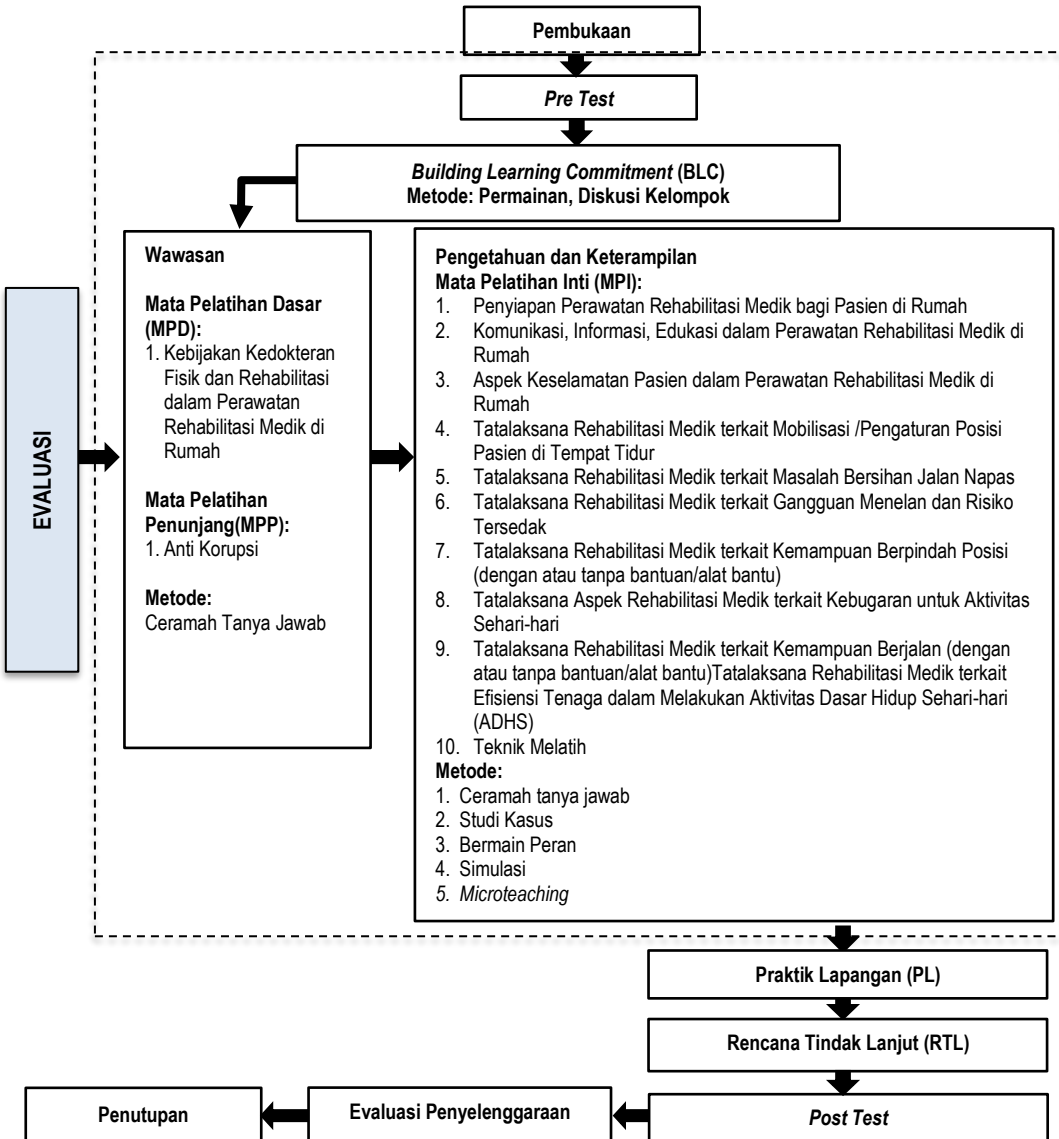 Pembukaan
Pre Test
Building Learning Commitment (BLC)
Metode: Permainan, Diskusi Kelompok
EVALUASI
Wawasan
Mata Pelatihan Dasar
(MPD):
1. Kebijakan Kedokteran
Fisik dan Rehabilitasi
dalam Perawatan
Rehabilitasi Medik di
Rumah
Mata Pelatihan
Penunjang(MPP):
1. Anti Korupsi
Metode:
Ceramah Tanya Jawab
Pengetahuan dan Keterampilan
Mata Pelatihan Inti (MPI):
1. Penyiapan Perawatan Rehabilitasi Medik bagi Pasien di Rumah
2. Komunikasi, Informasi, Edukasi dalam Perawatan Rehabilitasi Medik di
Rumah
3. Aspek Keselamatan Pasien dalam Perawatan Rehabilitasi Medik di
Rumah
4. Tatalaksana Rehabilitasi Medik terkait Mobilisasi /Pengaturan Posisi
Pasien di Tempat Tidur
5. Tatalaksana Rehabilitasi Medik terkait Masalah Bersihan Jalan Napas
6. Tatalaksana Rehabilitasi Medik terkait Gangguan Menelan dan Risiko
Tersedak
7. Tatalaksana Rehabilitasi Medik terkait Kemampuan Berpindah Posisi
(dengan atau tanpa bantuan/alat bantu)
8. Tatalaksana Aspek Rehabilitasi Medik terkait Kebugaran untuk Aktivitas
Sehari-hari
9. Tatalaksana Rehabilitasi Medik terkait Kemampuan Berjalan (dengan
atau tanpa bantuan/alat bantu)Tatalaksana Rehabilitasi Medik terkait
Efisiensi Tenaga dalam Melakukan Aktivitas Dasar Hidup Sehari-hari
(ADHS)
10. Teknik Melatih
Metode:
1. Ceramah tanya jawab
2. Studi Kasus
3. Bermain Peran
4. Simulasi
5. Microteaching
Praktik Lapangan (PL)
Rencana Tindak Lanjut (RTL)
Post Test
Evaluasi Penyelenggaraan
Penutupan